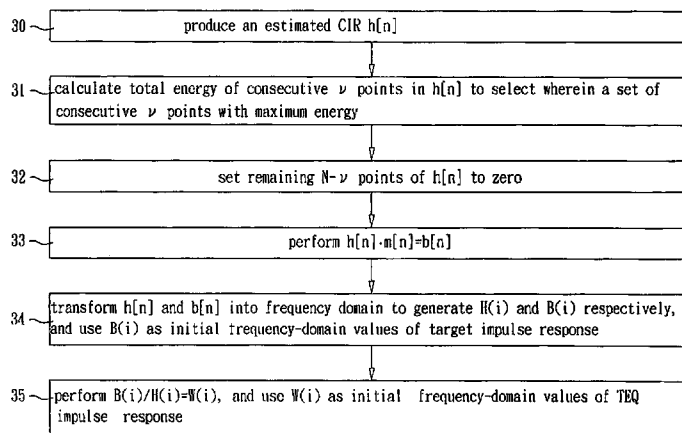 30 produce an estimated CIR h[n]
31 calculate total energy of consecutive ν points in h[n] to select wherein a set of
consecutive ν points with maximum energy
32 set remaining N-ν points of h[n] to zero
33 perform h[n]·m[n]=b[n]
34 transform h[n] and b[n] into frequency domain to generate H(i) and B(i) respectively,
and use B(i) as initial frequency-domain values of target impulse response
35 perform B(i)/H(i)=W(i), and use W(i) as initial frequency-domain values of TEQ
impulse response